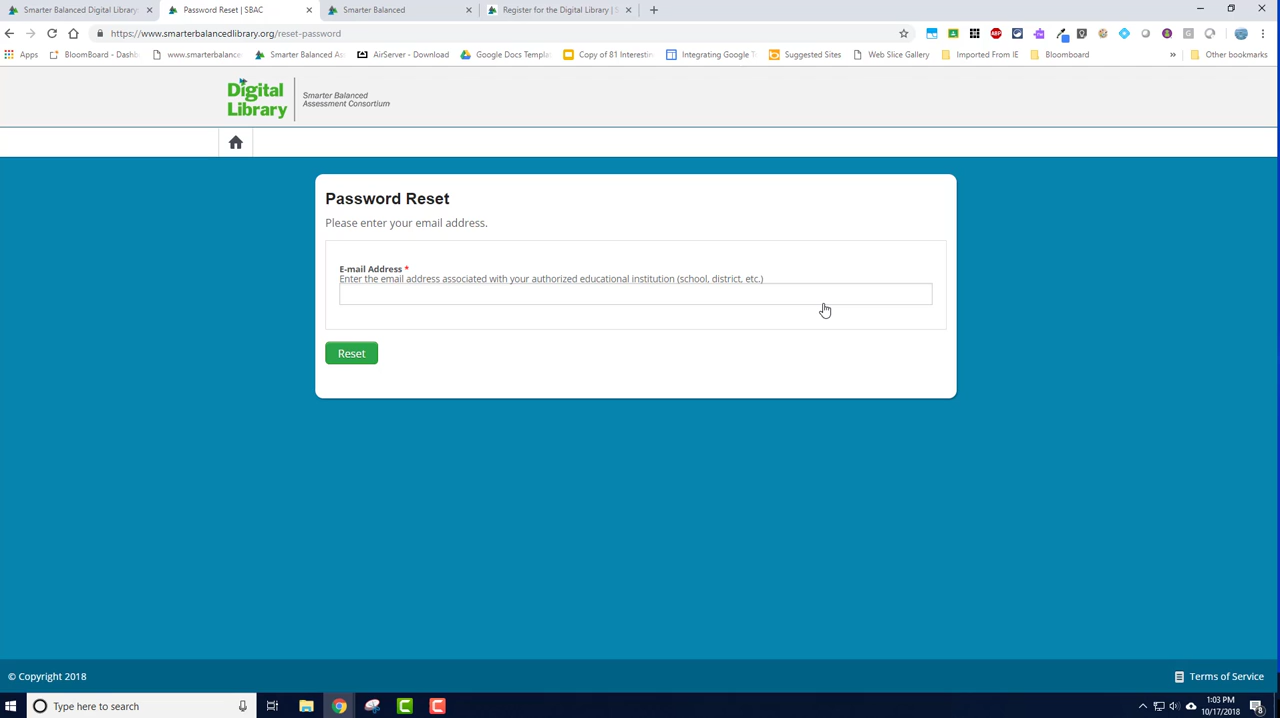 Smarter Balanced Digital Library
Password Reset | SBAC
Smarter Balanced
Register for the Digital Library | S
https://www.smarterbalancedlibrary.org/reset-password
Apps
BloomBoard - Dashb
www.smarterbalance
Smarter Balanced As
AirServer - Download
Google Docs Templa
Copy of 81 Interestin
Integrating Google T
Suggested Sites
Web Slice Gallery
Imported From IE
Bloomboard
»
Other bookmarks
Digital Library
Smarter Balanced
Assessment Consortium
Password Reset
Please enter your email address.
E-mail Address *
Enter the email address associated with your authorized educational institution (school, district, etc.)
Reset
© Copyright 2018
Terms of Service
Type here to search
1:03 PM
10/17/2018
8